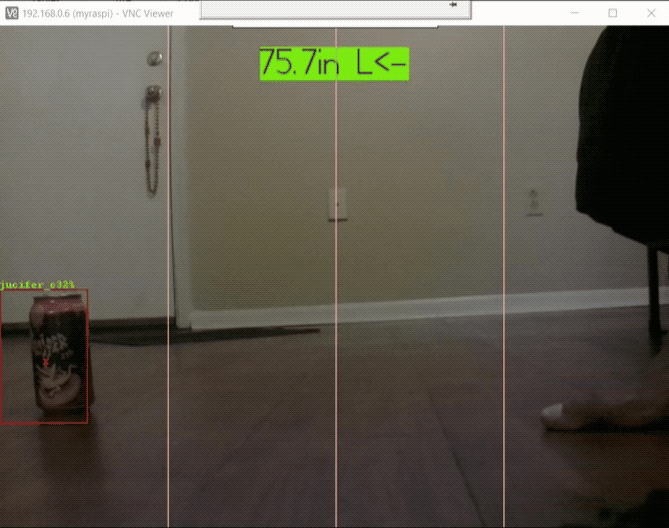 192.168.0.6 (myraspi) - VNC Viewer
75.7in L<-
jucifer_c32%